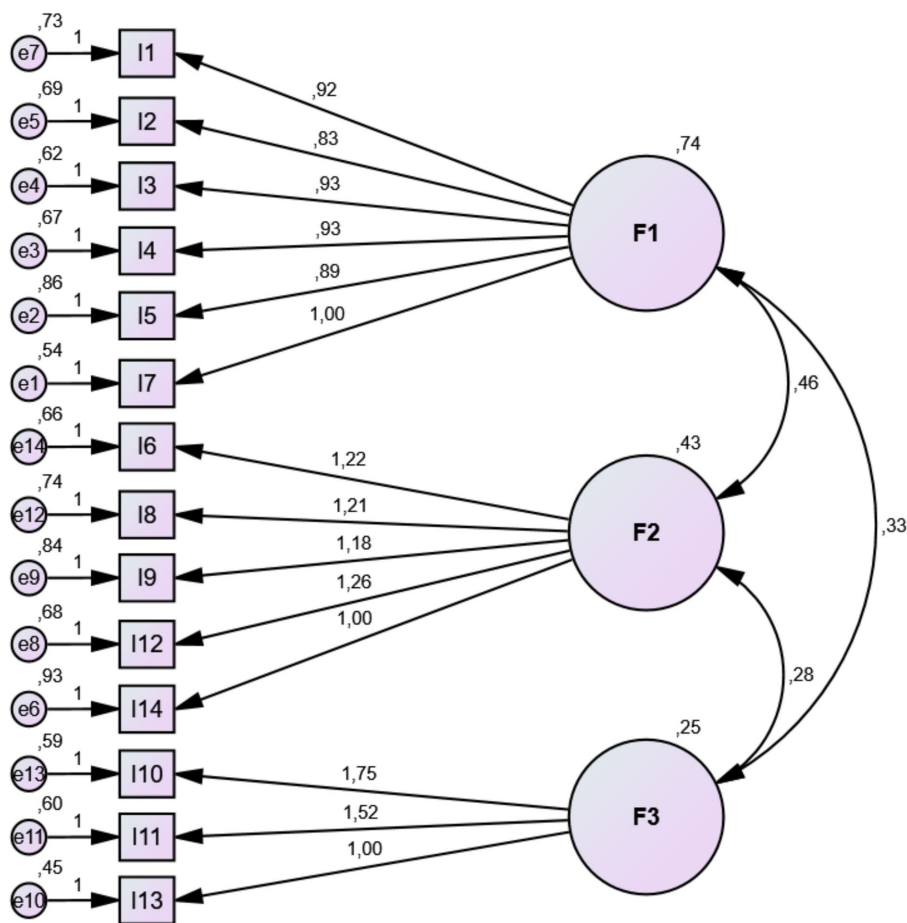 ,73
e7 1 I1
,92
,69
e5 1 I2
,83
,74
,62
e4 1 I3
,93
F1
,67
e3 1 I4
,93
,86
e2 1 I5
,89
1,00
,54
e1 1 I7
,46
,66
e14 1 I6
1,22
,43
,74
e12 1 I8
1,21
F2
,33
,84
e9 1 I9
1,18
,68
e8 1 I12
1,26
1,00
,93
e6 1 I14
,28
,59
e13 1 I10
1,75
,25
,60
e11 1 I11
1,52
F3
,45
e10 1 I13
1,00